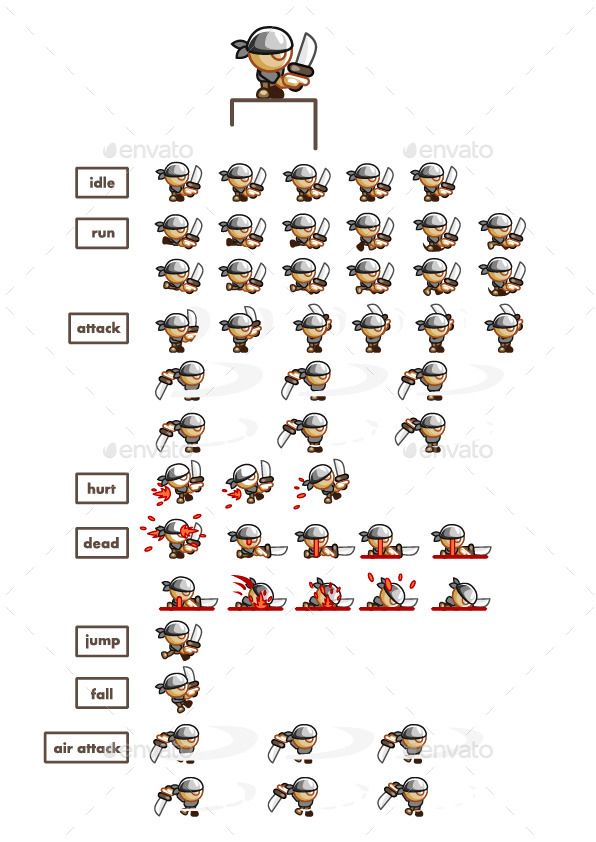 envato
envato
idle
run
attack
envato
envato
hurt
dead
jump
fall
air attack
envato
envato